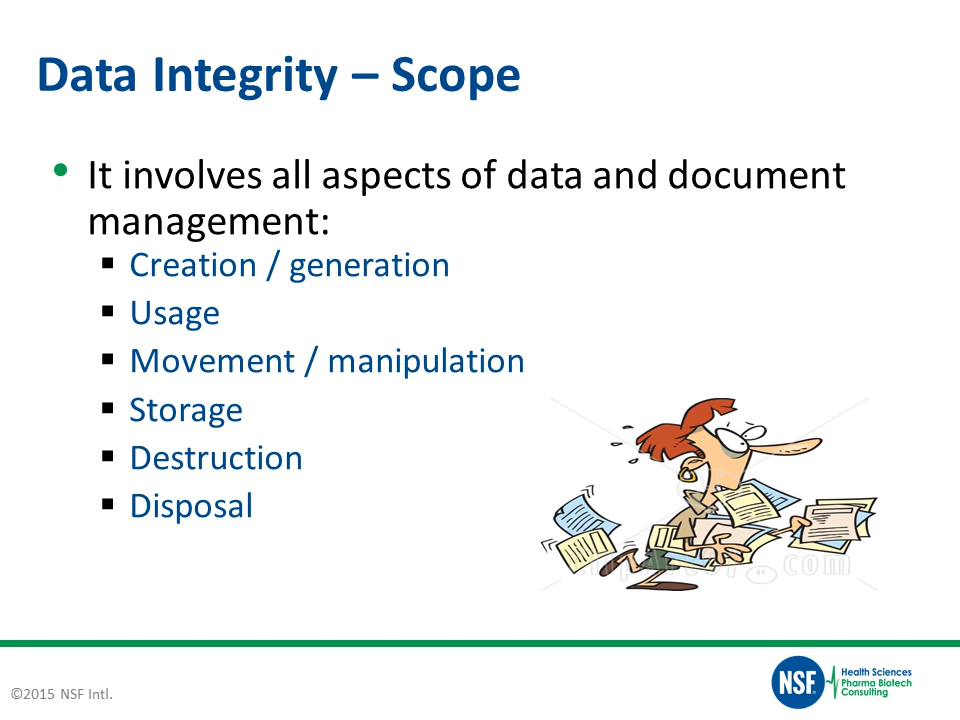 Data Integrity – Scope
• It involves all aspects of data and document
management:
▪ Creation / generation
▪ Usage
▪ Movement / manipulation
▪ Storage
▪ Destruction
▪ Disposal
©2015 NSF Intl.
NSF
Health Sciences
Pharma Biotech
Consulting